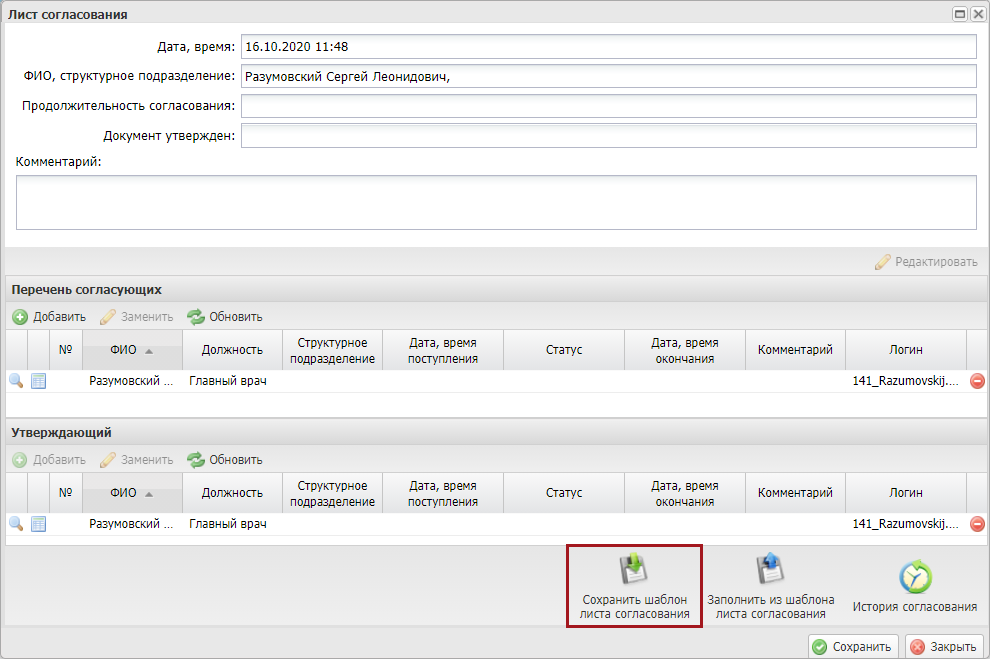 Лист согласования
Дата, время: 16.10.2020 11:48
ФИО, структурное подразделение: Разумовский Сергей Леонидович,
Продолжительность согласования:
Документ утвержден:
Комментарий:
Редактировать
Перечень согласующих
Добавить Заменить Обновить
№ ФИО Должность Структурное подразделение Дата, время поступления Статус Дата, время окончания Комментарий Логин
Разумовский ... Главный врач 141_Razumovskij....
Утверждающий
Добавить Заменить Обновить
№ ФИО Должность Структурное подразделение Дата, время поступления Статус Дата, время окончания Комментарий Логин
Разумовский ... Главный врач 141_Razumovskij....
Сохранить шаблон
листа согласования
Заполнить из шаблона
листа согласования
История согласования
Сохранить Закрыть